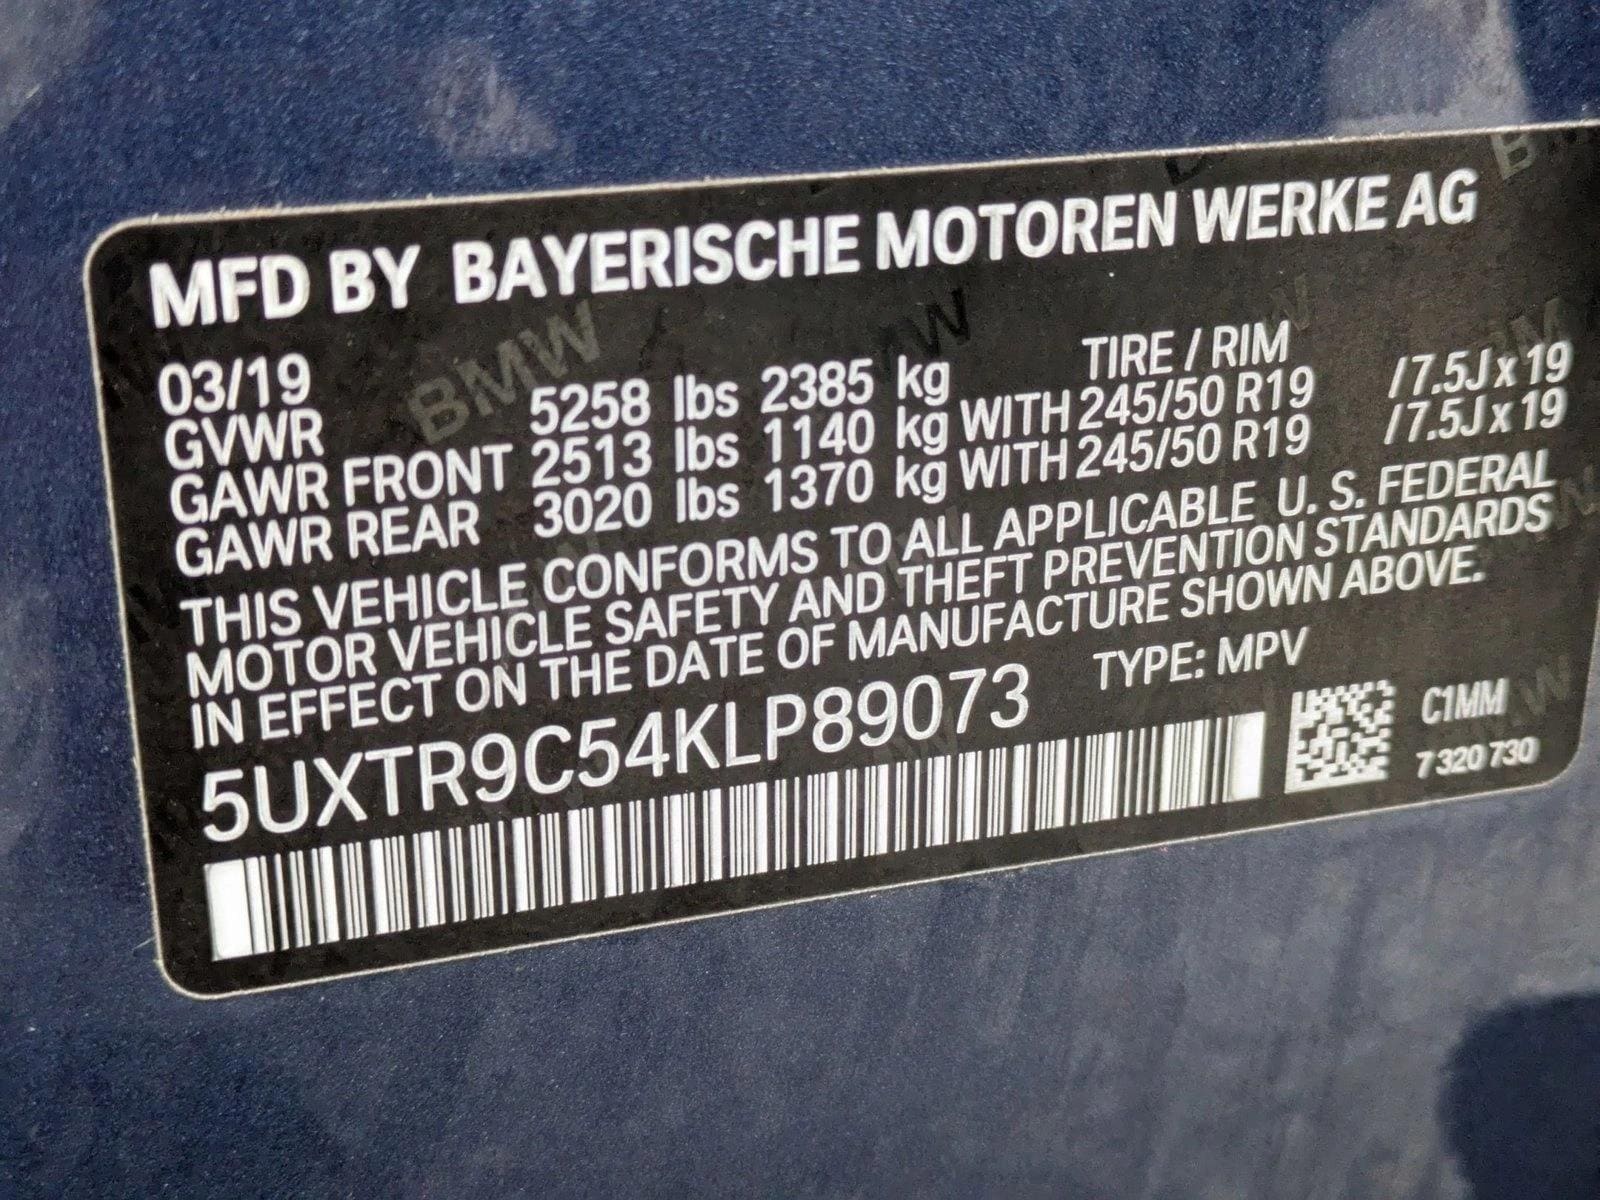 MFD BY BAYERISCHE MOTOREN WERKE AG
03/19 TIRE / RIM
GVWR 5258 lbs 2385 kg
GAWR FRONT 2513 lbs 1140 kg WITH 245/50 R19 /7.5J x 19
GAWR REAR 3020 lbs 1370 kg WITH 245/50 R19 /7.5J x 19
THIS VEHICLE CONFORMS TO ALL APPLICABLE U. S. FEDERAL
MOTOR VEHICLE SAFETY AND THEFT PREVENTION STANDARDS
IN EFFECT ON THE DATE OF MANUFACTURE SHOWN ABOVE.
5UXTR9C54KLP89073 TYPE: MPV
C1MM
7 320 730
BMW
BMW
BMW